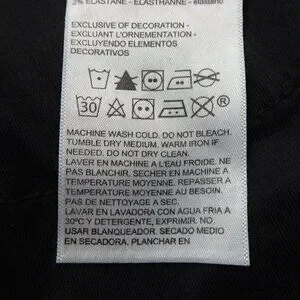 2% ELASTANE - ELASTHANNE - elastano
EXCLUSIVE OF DECORATION -
EXCLUANT L'ORNEMENTATION -
EXCLUYENDO ELEMENTOS
DECORATIVOS
30 ®
MACHINE WASH COLD. DO NOT BLEACH.
TUMBLE DRY MEDIUM. WARM IRON IF
NEEDED. DO NOT DRY CLEAN.
LAVER EN MACHINE A L'EAU FROIDE. NE
PAS BLANCHIR. SECHER EN MACHINE A
TEMPERATURE MOYENNE. REPASSER A
TEMPERATURE MOYENNE AU BESOIN.
PAS DE NETTOYAGE A SEC.
LAVAR EN LAVADORA CON AGUA FRIA A
30ºC Y DETERGENTE, EXPRIMIR. NO
USAR BLANQUEADOR. SECADO MEDIO
EN SECADORA. PLANCHAR EN